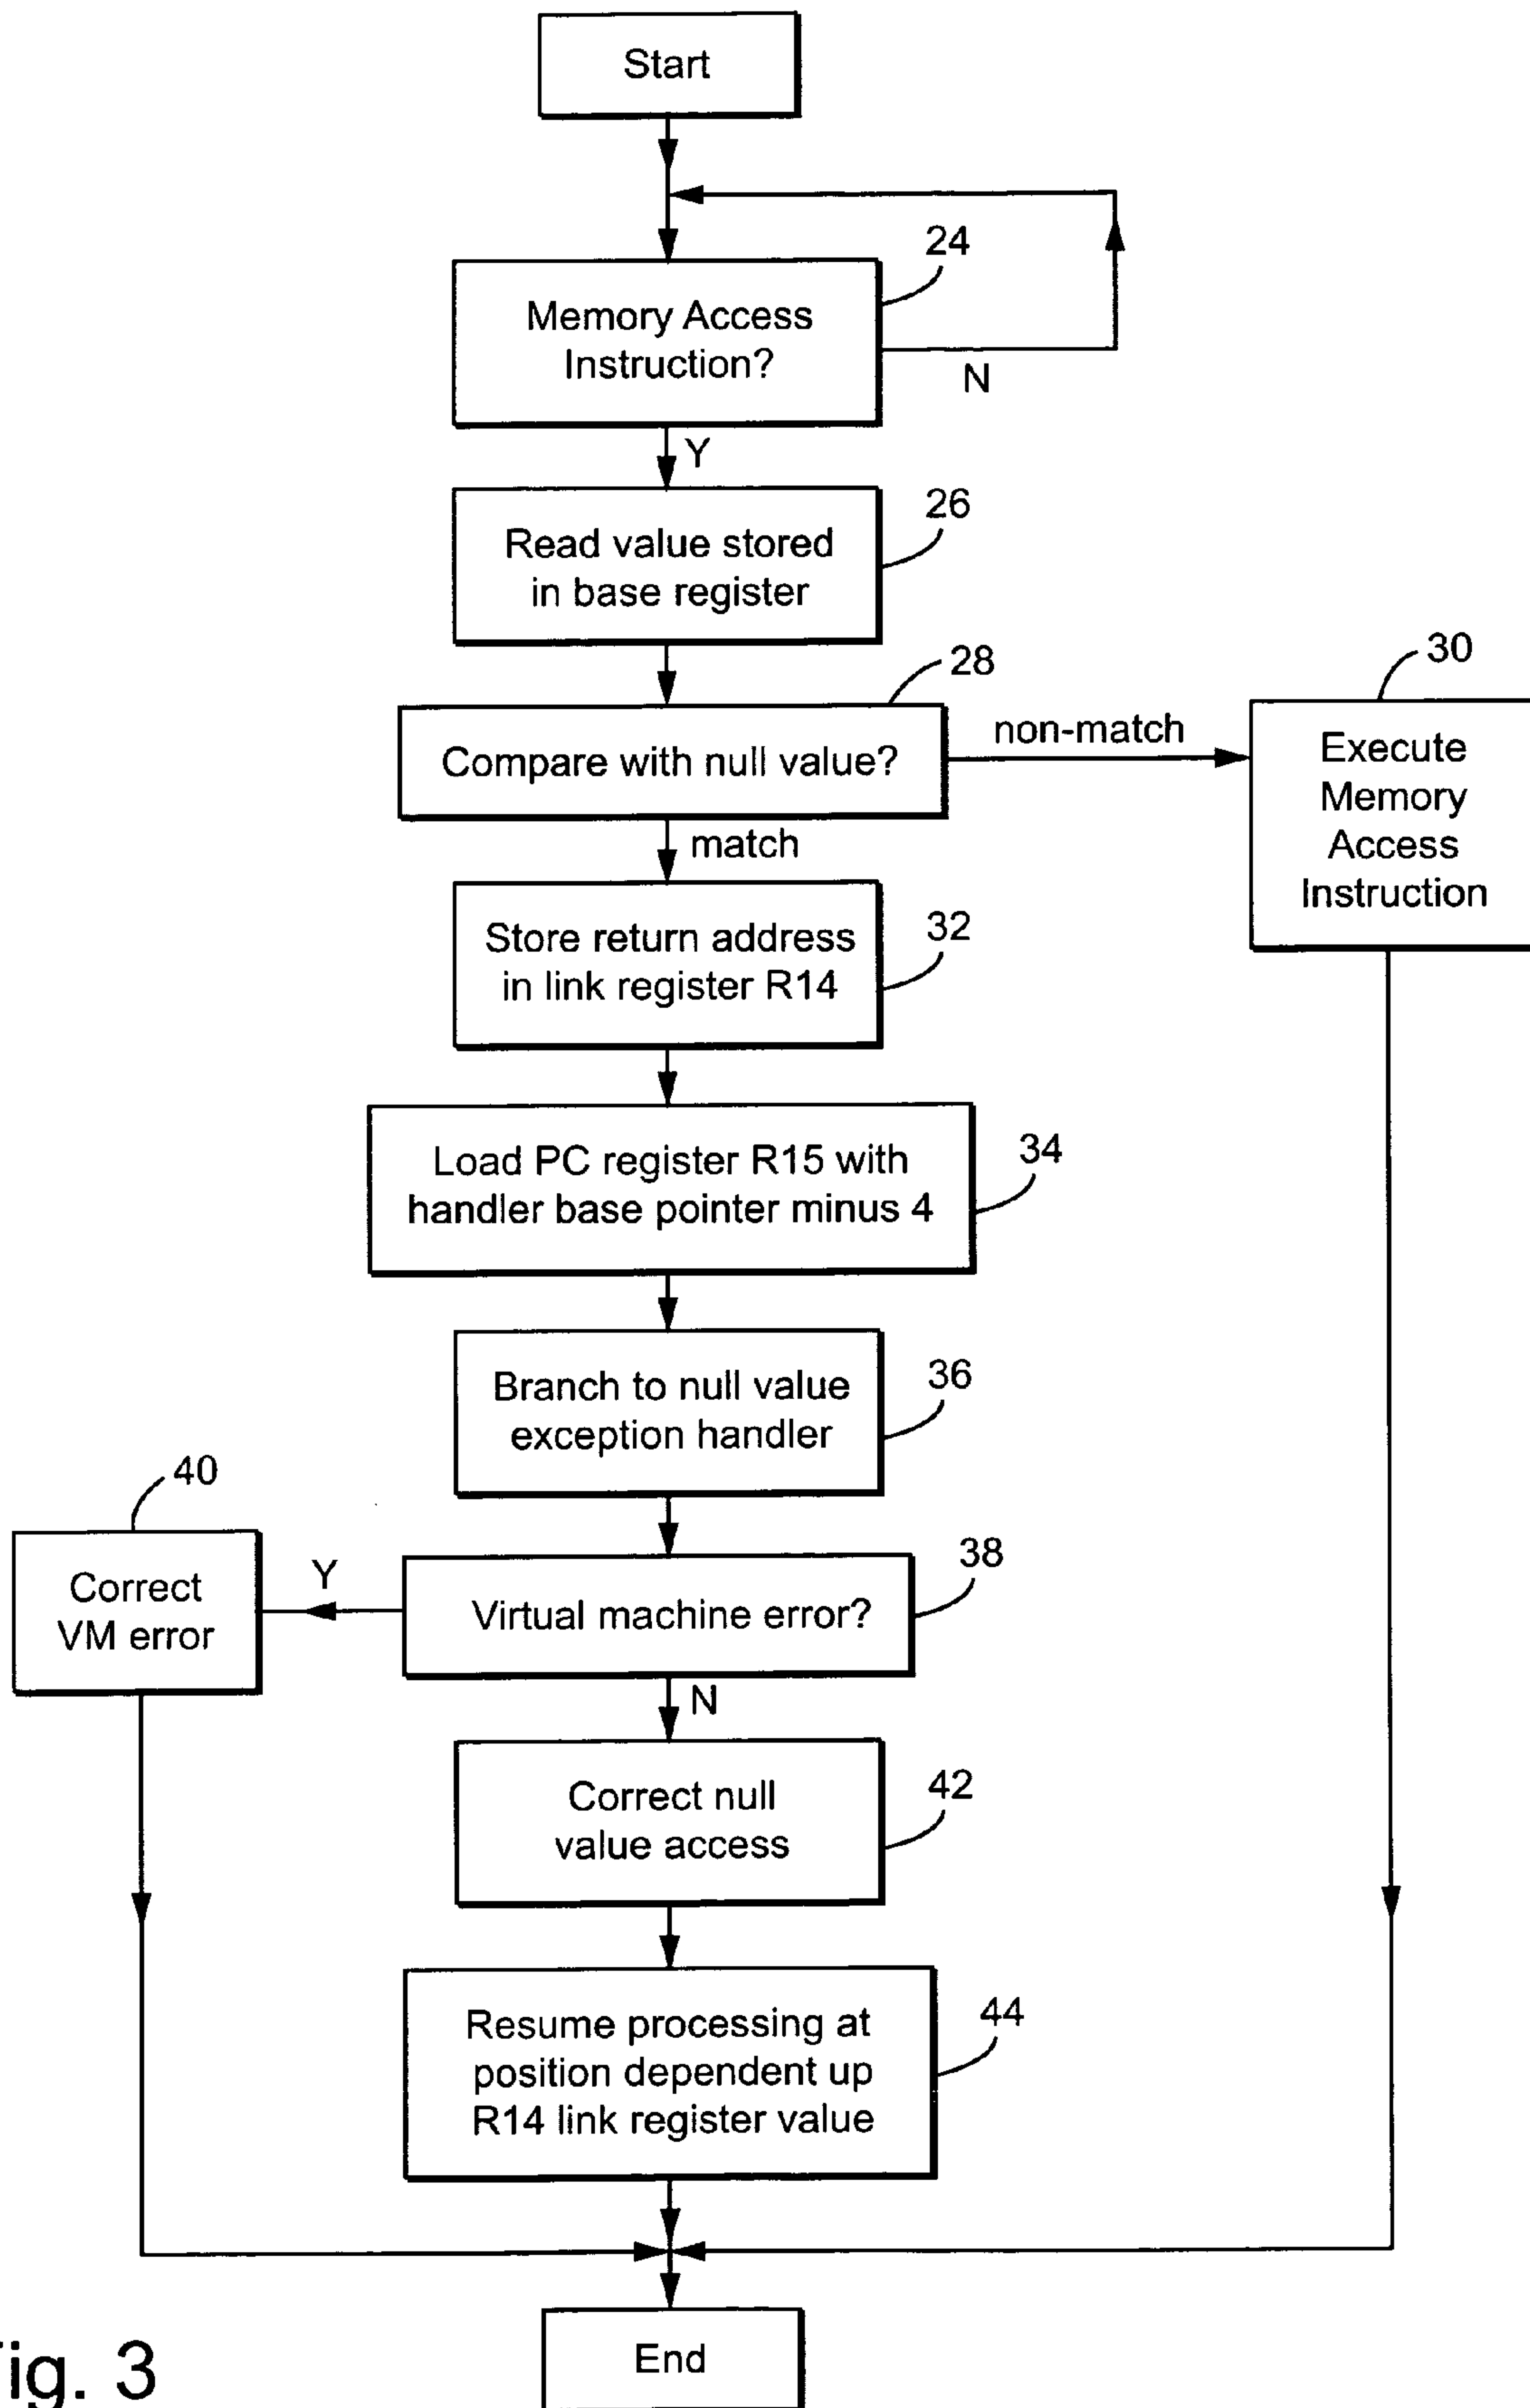 Start
24
Memory Access
Instruction?
N
Y
26
Read value stored
in base register
28
30
Compare with null value?
non-match
Execute
Memory
Access
Instruction
match
32
Store return address
in link register R14
34
Load PC register R15 with
handler base pointer minus 4
36
Branch to null value
exception handler
40
38
Correct
VM error
Y
Virtual machine error?
N
42
Correct null
value access
44
Resume processing at
position dependent up
R14 link register value
End
ig. 3